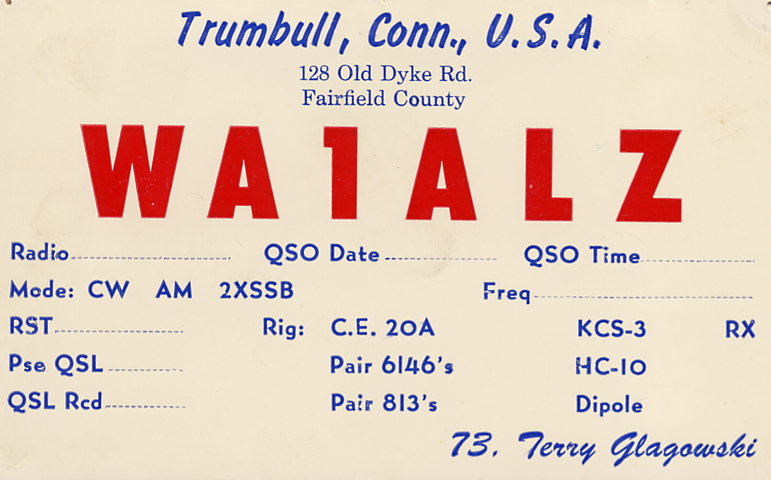 Trumbull, Conn., U.S.A.
128 Old Dyke Rd.
Fairfield County
WA1ALZ
Radio QSO Date QSO Time
Mode: CW AM 2XSSB Freq
RST Rig: C.E. 20A KCS-3 RX
Pse QSL Pair 6146's HC-10
QSL Rcd Pair 813's Dipole
73. Terry Glagowski